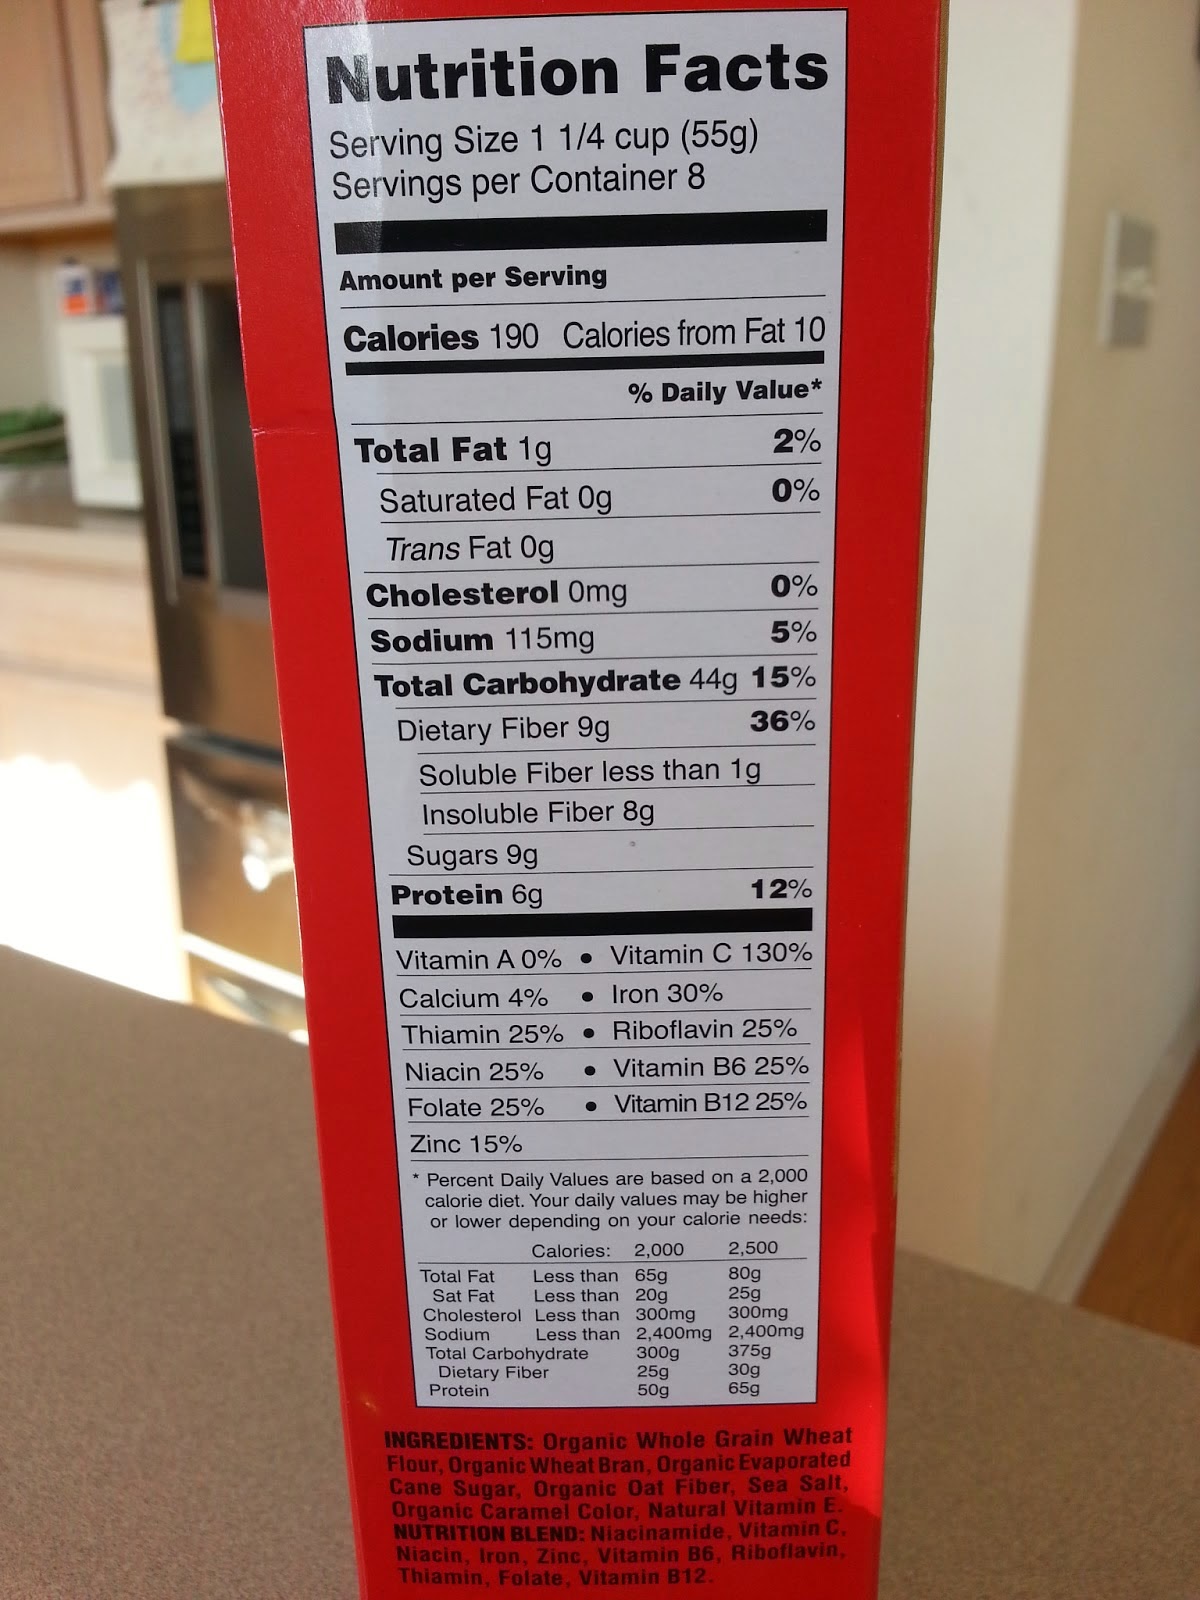 Nutrition Facts
Serving Size 1 1/4 cup (55g)
Servings per Container 8
Amount per Serving
Calories 190 Calories from Fat 10
% Daily Value*
Total Fat 1g 2%
Saturated Fat 0g 0%
Trans Fat 0g
Cholesterol 0mg 0%
Sodium 115mg 5%
Total Carbohydrate 44g 15%
Dietary Fiber 9g 36%
Soluble Fiber less than 1g
Insoluble Fiber 8g
Sugars 9g
Protein 6g 12%
Vitamin A 0% • Vitamin C 130%
Calcium 4% • Iron 30%
Thiamin 25% • Riboflavin 25%
Niacin 25% • Vitamin B6 25%
Folate 25% • Vitamin B12 25%
Zinc 15%
* Percent Daily Values are based on a 2,000
calorie diet. Your daily values may be higher
or lower depending on your calorie needs:
Calories: 2,000 2,500
Total Fat Less than 65g 80g
Sat Fat Less than 20g 25g
Cholesterol Less than 300mg 300mg
Sodium Less than 2,400mg 2,400mg
Total Carbohydrate 300g 375g
Dietary Fiber 25g 30g
Protein 50g 65g
INGREDIENTS: Organic Whole Grain Wheat
Flour, Organic Wheat Bran, Organic Evaporated
Cane Sugar, Organic Oat Fiber, Sea Salt,
Organic Caramel Color, Natural Vitamin E.
NUTRITION BLEND: Niacinamide, Vitamin C,
Niacin, Iron, Zinc, Vitamin B6, Riboflavin,
Thiamin, Folate, Vitamin B12.